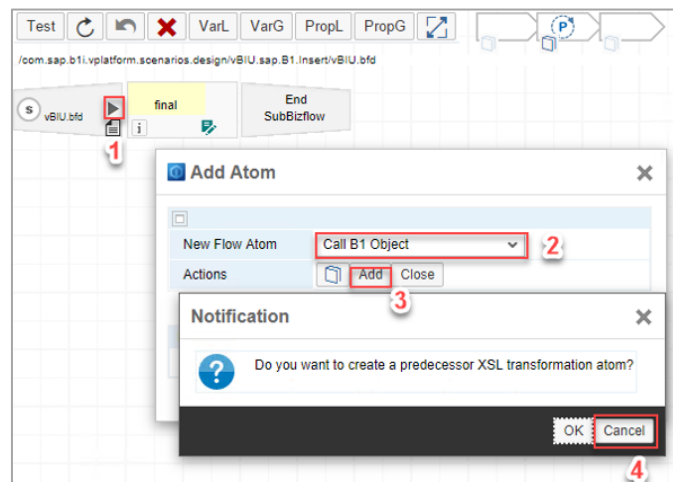 Test VarL VarG PropL PropG
P
/com.sap.b1i.vplatform.scenarios.design/vBIU.sap.B1.Insert/vBIU.bfd
S vBIU.bfd
1
final
i
End
SubBizflow
Add Atom
New Flow Atom Call B1 Object 2
Actions Add Close
3
Notification
? Do you want to create a predecessor XSL transformation atom?
OK Cancel
4